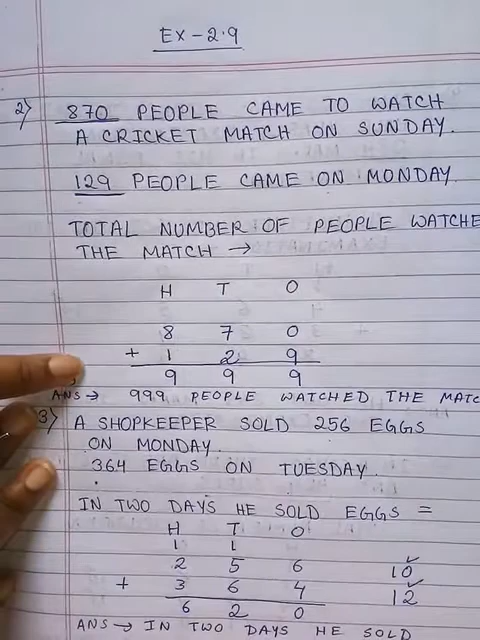 EX - 2.9
2) 870 PEOPLE CAME TO WATCH
A CRICKET MATCH ON SUNDAY.
129 PEOPLE CAME ON MONDAY.
TOTAL NUMBER OF PEOPLE WATCHE
THE MATCH →
H T O
8 7 0
+ 1 2 9
9 9 9
ANS → 999 PEOPLE WATCHED THE MATC
3) A SHOPKEEPER SOLD 256 EGGS
ON MONDAY.
364 EGGS ON TUESDAY.
IN TWO DAYS HE SOLD EGGS =
H T O
1 1
2 5 6 10
+ 3 6 4 12
6 2 0
ANS → IN TWO DAYS HE SOLD